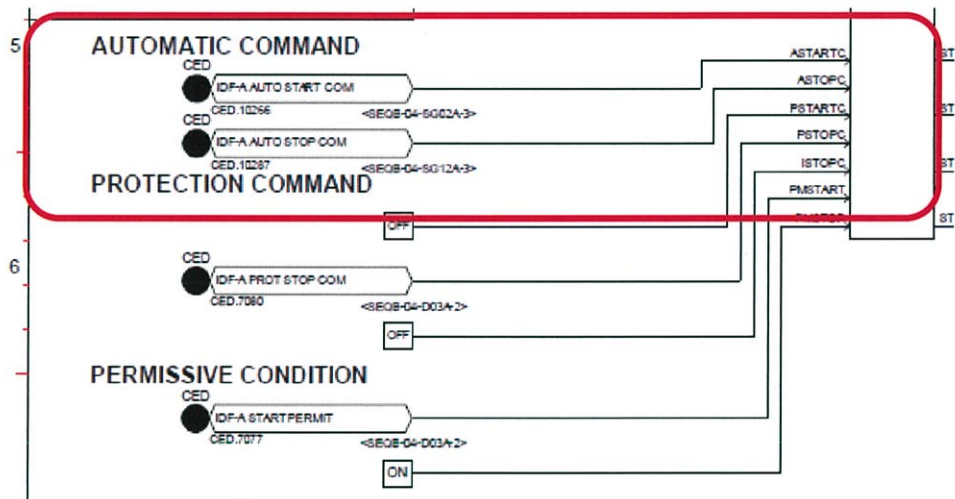 5
AUTOMATIC COMMAND
CED
IDF-A AUTO START COM
CED.10266
<SEQB-04-SG02A-3>
CED
IDF-A AUTO STOP COM
CED.10267
<SEQB-04-SG12A-3>
PROTECTION COMMAND
OFF
6
CED
IDF-A PROT STOP COM
CED.7080
<SEQB-04-D03A-2>
OFF
PERMISSIVE CONDITION
CED
IDF-A START PERMIT
CED.7077
<SEQB-04-D03A-2>
ON
ASTARTC
ASTOPC
PSTARTC
PSTOPC
ISTOPC
PMSTART
PMSTOP
ST
ST
ST
ST